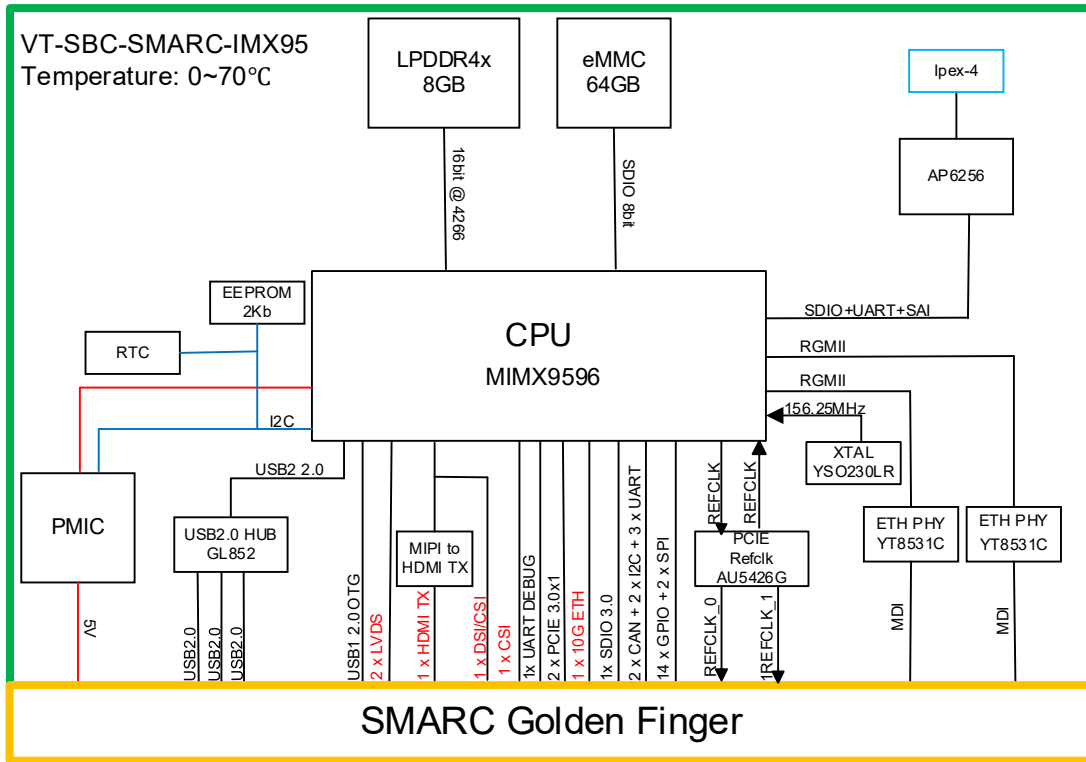 VT-SBC-SMARC-IMX95
Temperature: 0~70℃
LPDDR4x
8GB
eMMC
64GB
Ipex-4
AP6256
16bit @ 4266
SDIO 8bit
EEPROM
2Kb
RTC
CPU
MIMX9596
SDIO+UART+SAI
RGMII
RGMII
156.25MHz
XTAL
YSO230LR
I2C
PMIC
USB2 2.0
USB2.0 HUB
GL852
MIPI to
HDMI TX
REFCLK
REFCLK
PCIE
Refclk
AU5426G
ETH PHY
YT8531C
ETH PHY
YT8531C
5V
USB2.0
USB2.0
USB2.0
USB1 2.0OTG
2 x LVDS
1 x HDMI TX
1 x DSI/CSI
1 x CSI
1x UART DEBUG
2 x PCIE 3.0x1
1 x 10G ETH
1x SDIO 3.0
2 x CAN + 2 x I2C + 3 x UART
14 x GPIO + 2 x SPI
REFCLK_0
1REFCLK_1
MDI
MDI
SMARC Golden Finger